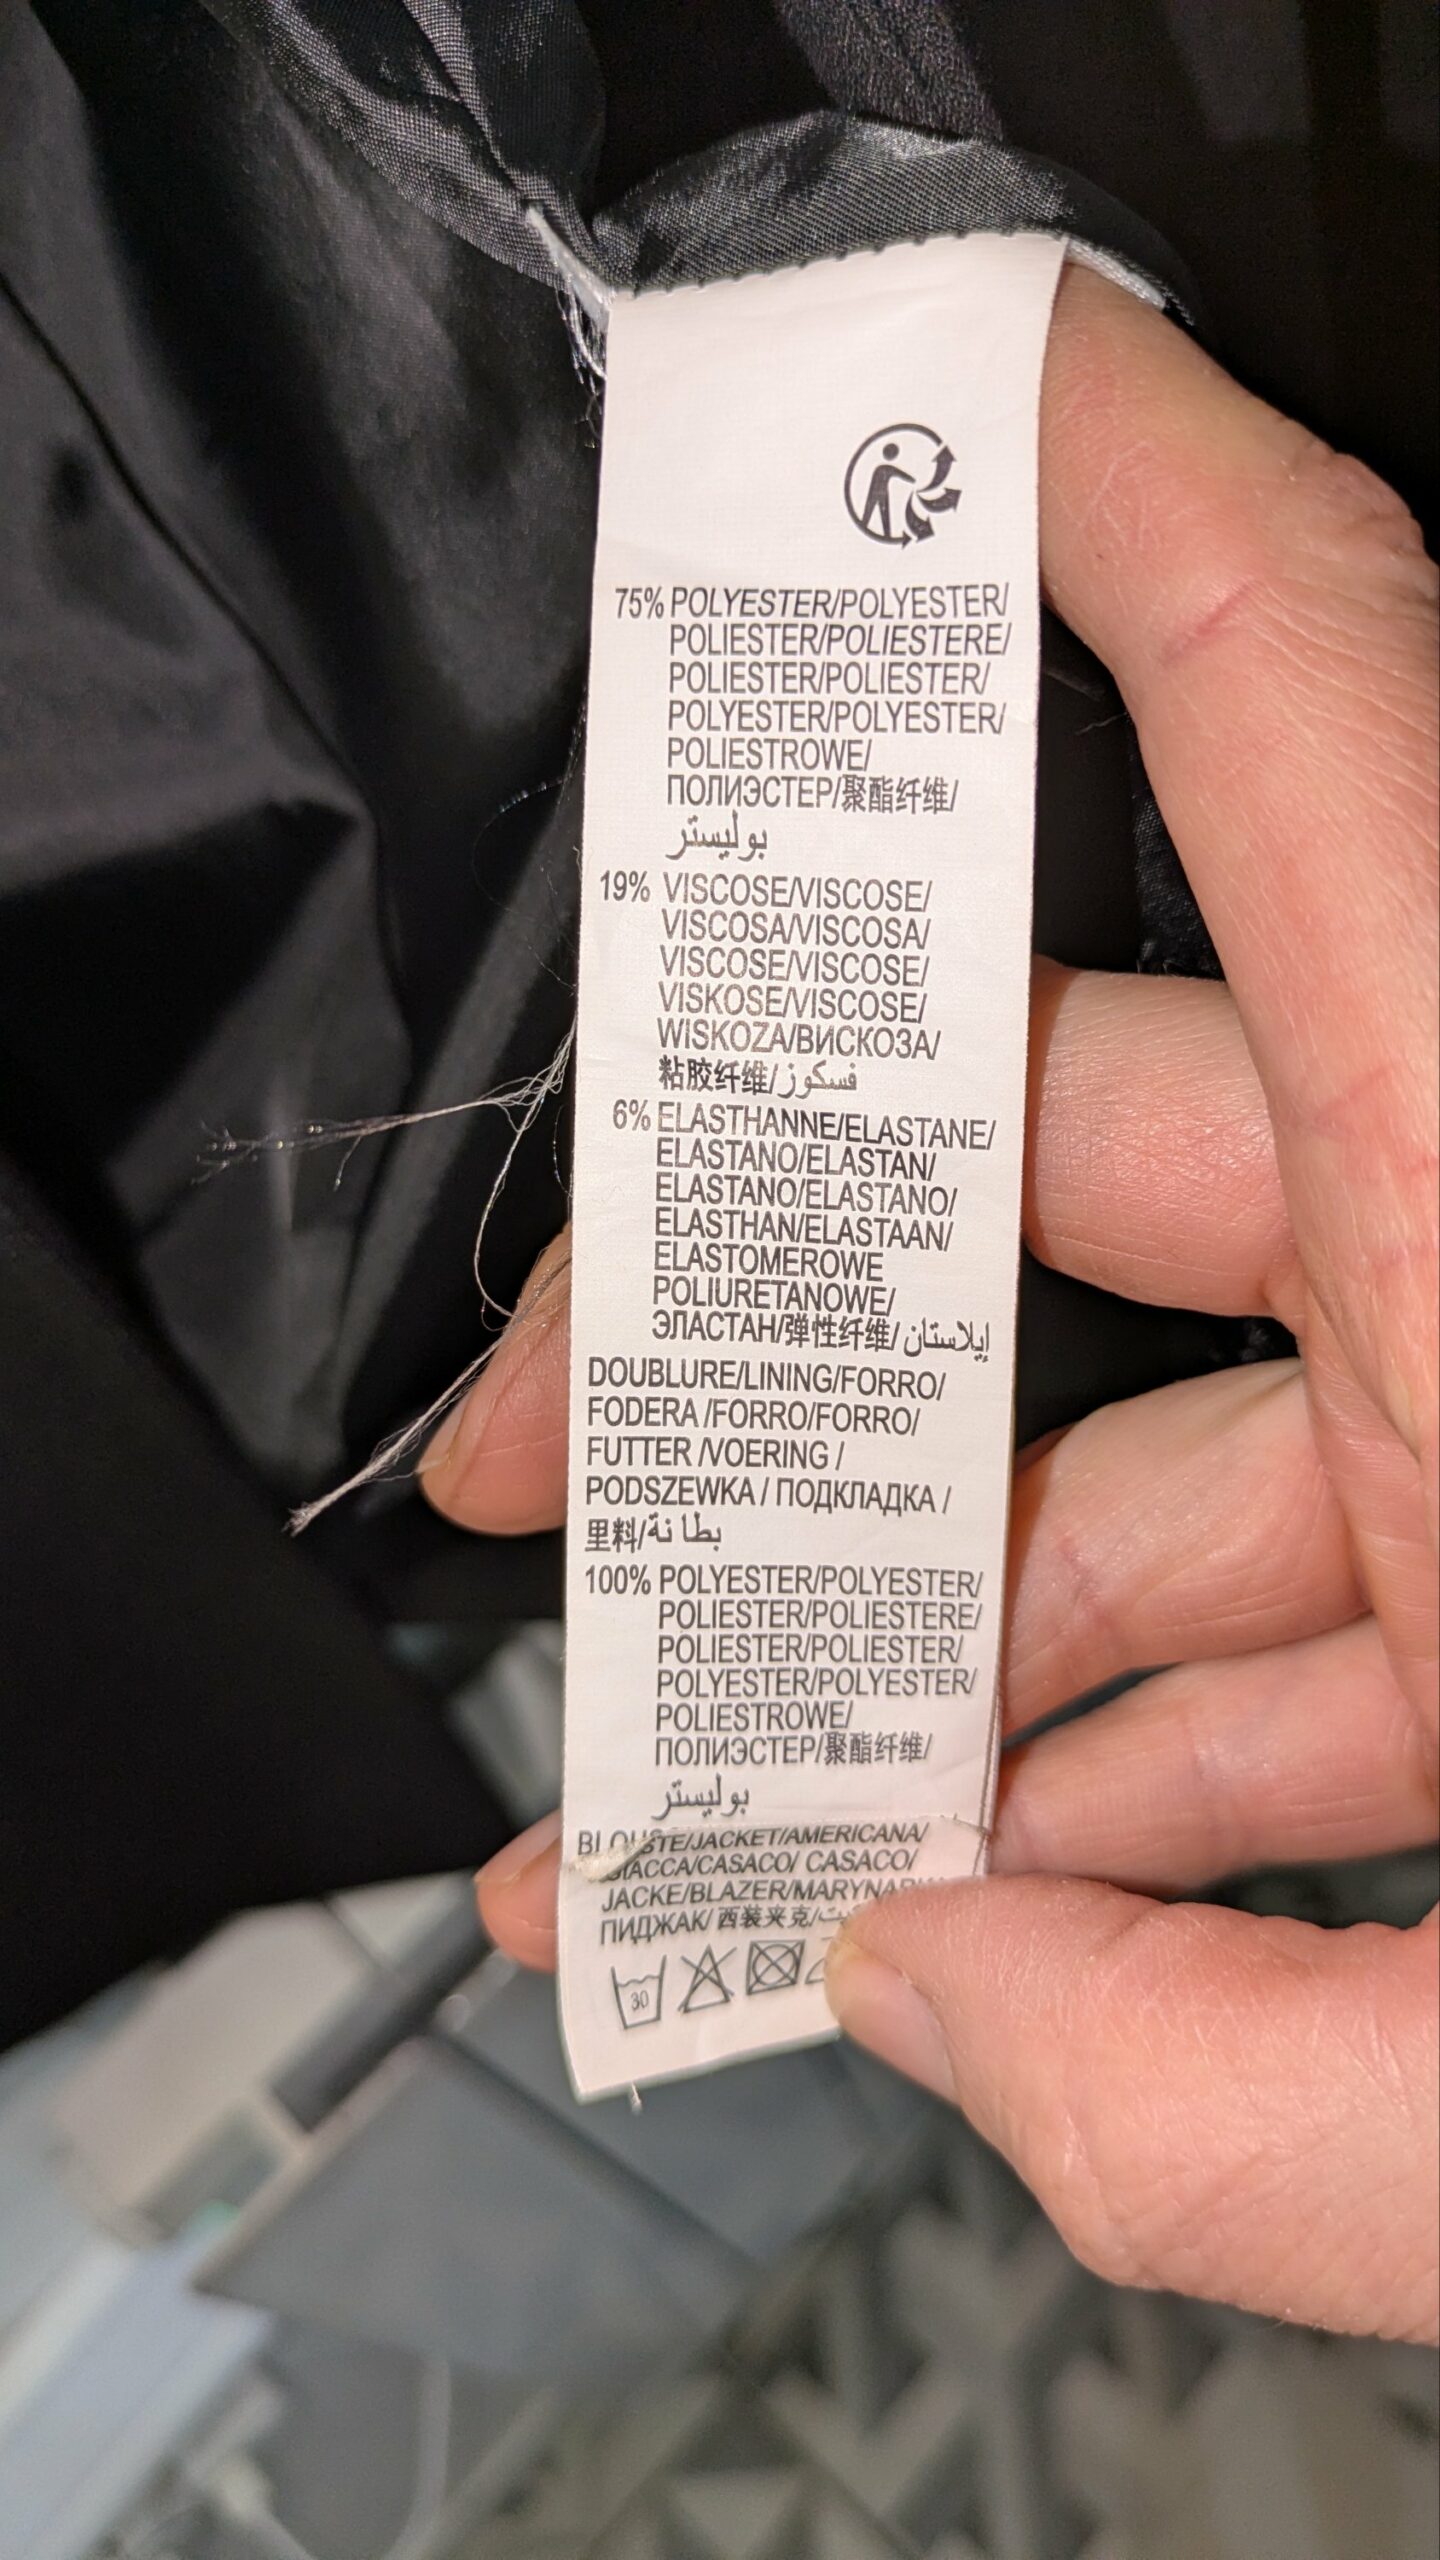 75% POLYESTER/POLYESTER/
POLIESTER/POLIESTERE/
POLIESTER/POLIESTER/
POLYESTER/POLYESTER/
POLIESTROWE/
ПОЛИЭСТЕР/聚酯纤维/
بوليستر
19% VISCOSE/VISCOSE/
VISCOSA/VISCOSA/
VISCOSE/VISCOSE/
VISKOSE/VISCOSE/
WISKOZA/ВИСКОЗА/
粘胶纤维/فسكوز
6% ELASTHANNE/ELASTANE/
ELASTANO/ELASTAN/
ELASTANO/ELASTANO/
ELASTHAN/ELASTAAN/
ELASTOMEROWE
POLIURETANOWE/
ЭЛАСТАН/弹性纤维/إيلاستان
DOUBLURE/LINING/FORRO/
FODERA /FORRO/FORRO/
FUTTER /VOERING /
PODSZEWKA / ПОДКЛАДКА /
里料/بطانة
100% POLYESTER/POLYESTER/
POLIESTER/POLIESTERE/
POLIESTER/POLIESTER/
POLYESTER/POLYESTER/
POLIESTROWE/
ПОЛИЭСТЕР/聚酯纤维/
بوليستر
/JACKET/AMERICANA/
/CASACO/ CASACO/
JACKE/BLAZER/
ПИДЖАК/ 西装夹克/
30